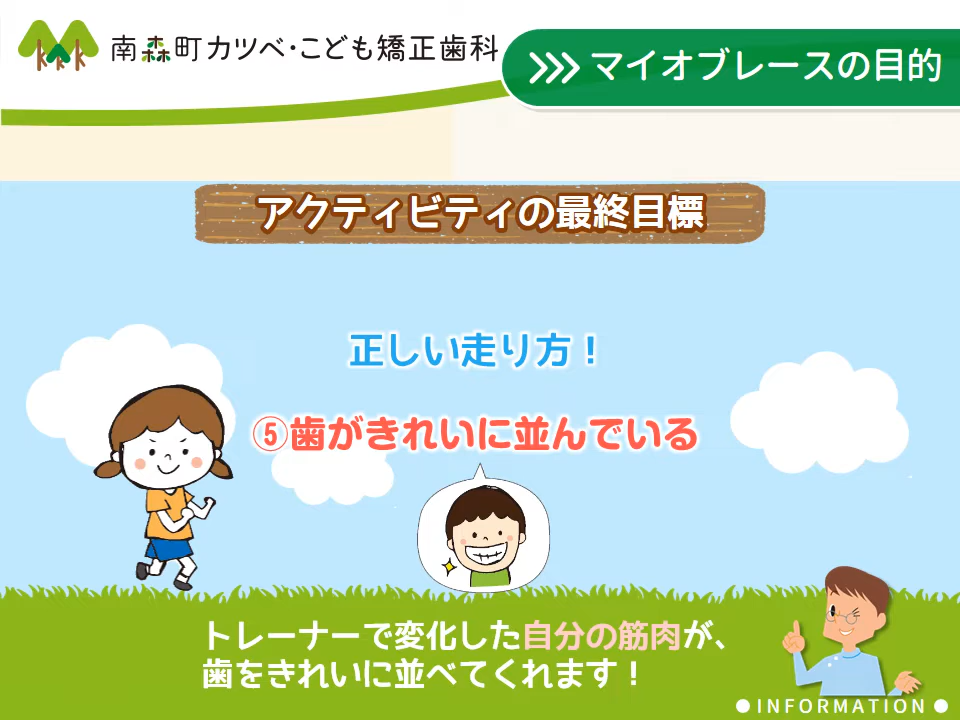 南森町カツベ・こども矯正歯科
マイオブレースの目的
アクティビティの最終目標
正しい走り方！
⑤歯がきれいに並んでいる
トレーナーで変化した自分の筋肉が、
歯をきれいに並べてくれます！
●INFORMATION●